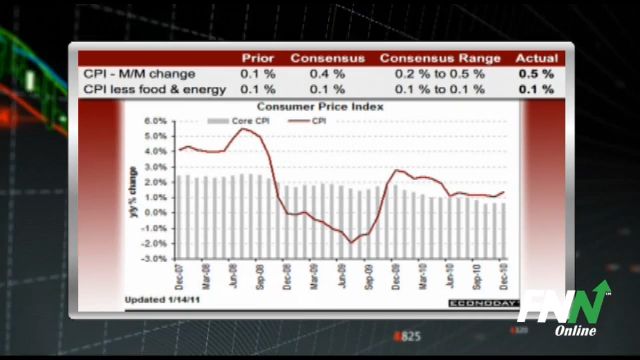 Prior Consensus Consensus Range Actual
CPI - M/M change 0.1 % 0.4 % 0.2 % to 0.5 % 0.5 %
CPI less food & energy 0.1 % 0.1 % 0.1 % to 0.1 % 0.1 %
Consumer Price Index
Core CPI CPI
6.0%
5.0%
4.0%
3.0%
2.0%
1.0%
0.0%
-1.0%
-2.0%
-3.0%
y/y % change
Dec-07 Mar-08 Jun-08 Sep-08 Dec-08 Mar-09 Jun-09 Sep-09 Dec-09 Mar-10 Jun-10 Sep-10 Dec-10
Updated 1/14/11
ECONODAY
FNN
Online
825
120